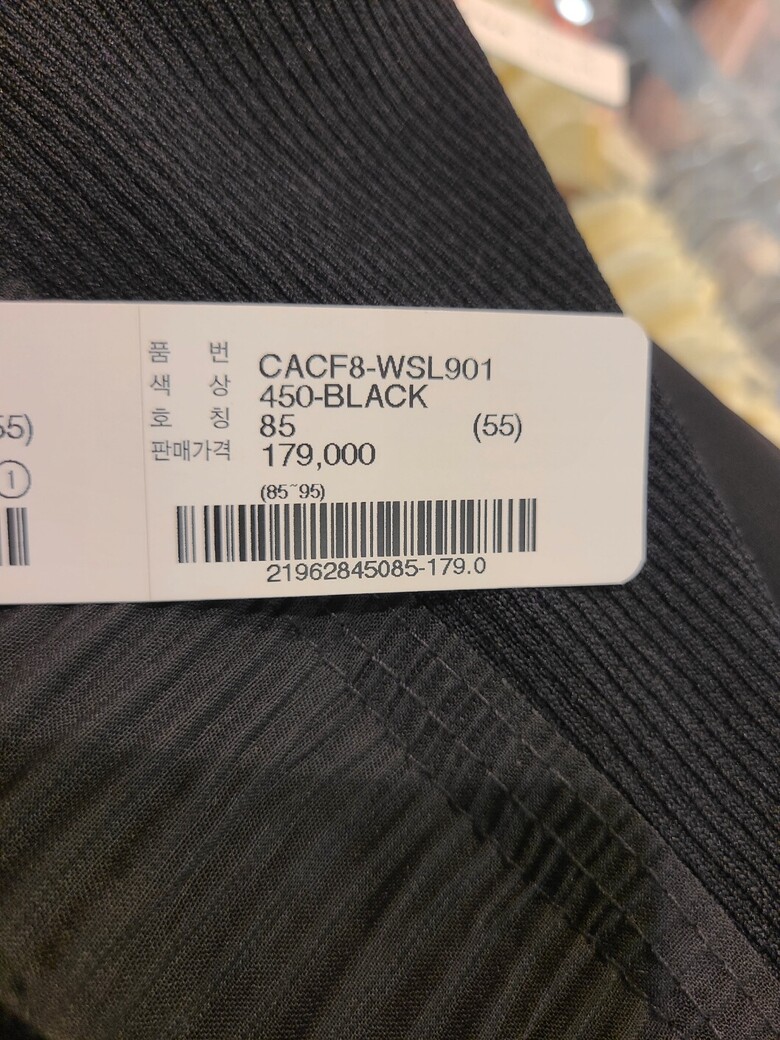 품 번 CACF8-WSL901
색 상 450-BLACK
호 칭 85 (55)
판매가격 179,000
(85~95)
21962845085-179.0
55)
1